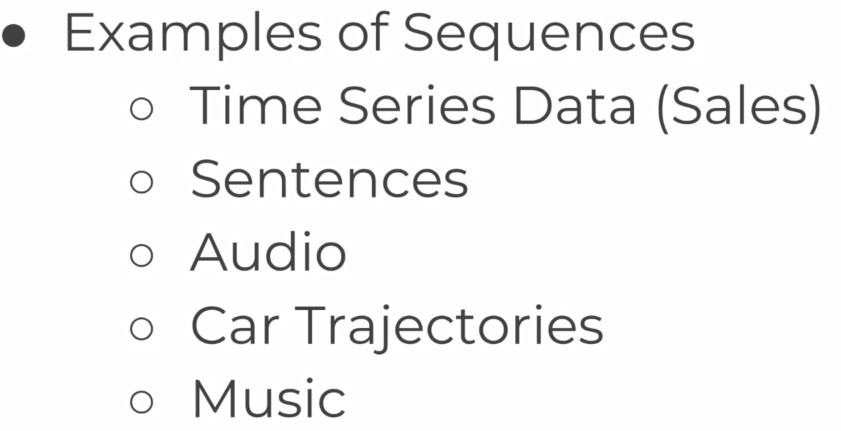 ● Examples of Sequences
○ Time Series Data (Sales)
○ Sentences
○ Audio
○ Car Trajectories
○ Music